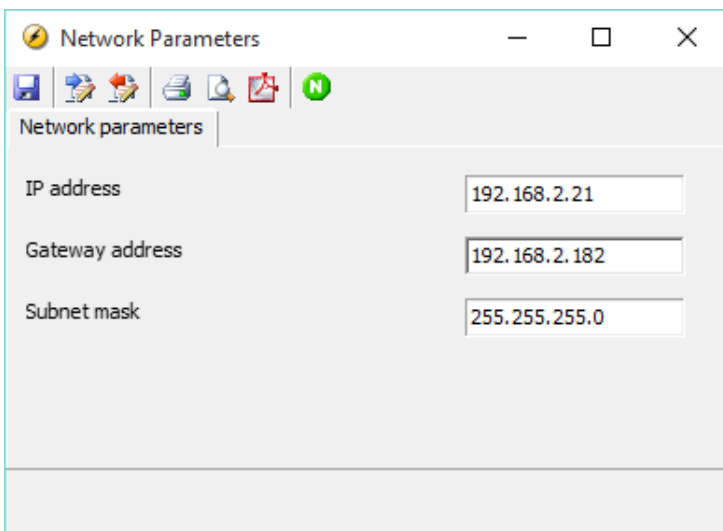 Network Parameters
N
Network parameters
IP address
192.168.2.21
Gateway address
192.168.2.182
Subnet mask
255.255.255.0